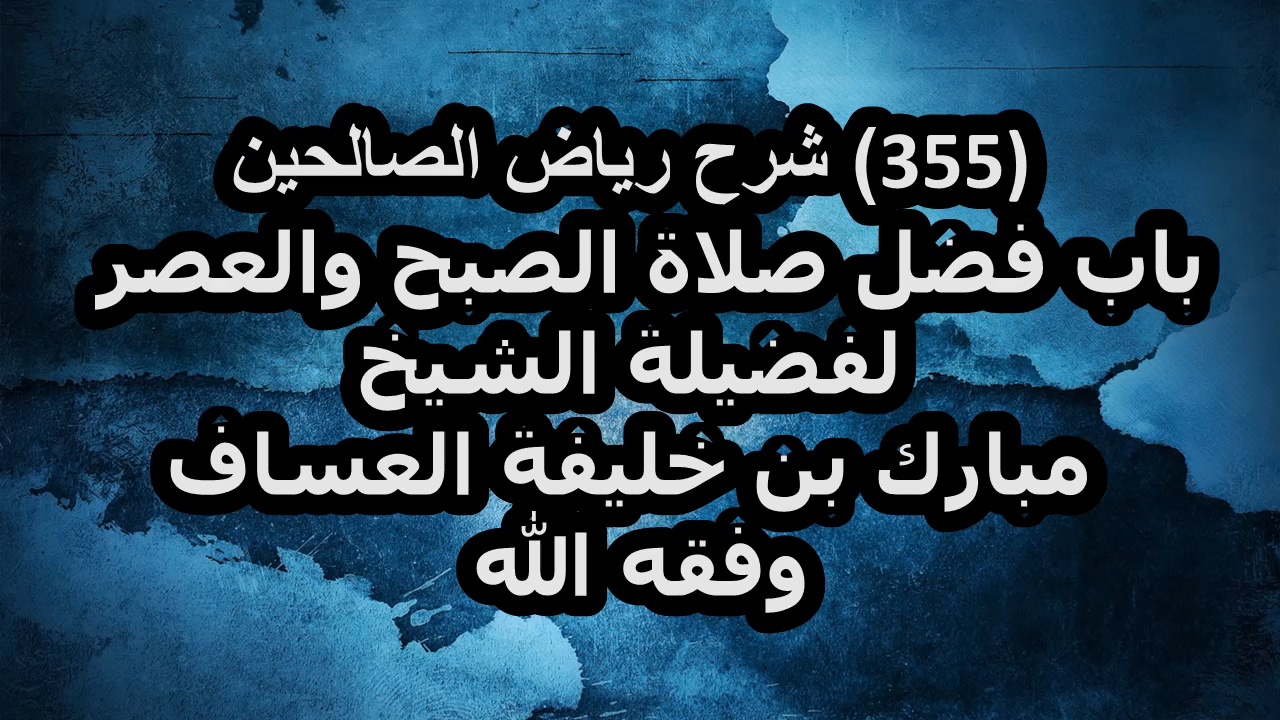 (355) شرح رياض الصالحين
باب فضل صلاة الصبح والعصر
لفضيلة الشيخ
مبارك بن خليفة العساف
وفقه الله